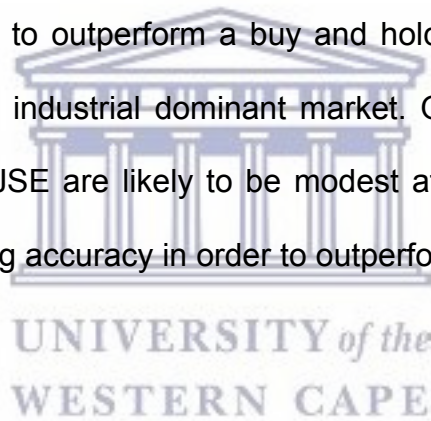 to outperform a buy and hold
industrial dominant market.
JSE are likely to be modest
g accuracy in order to outperfo
UNIVERSITY of the
WESTERN CAPE